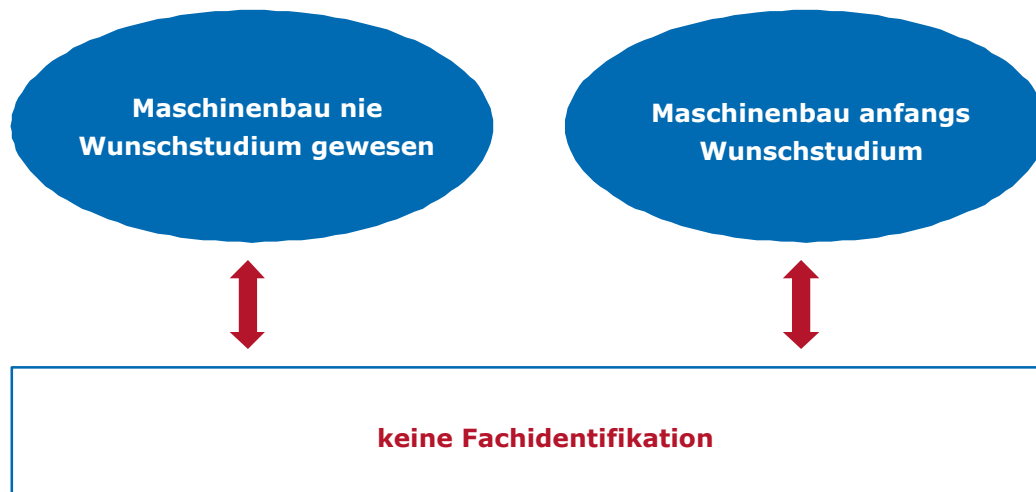 Maschinenbau nie
Wunschstudium gewesen
Maschinenbau anfangs
Wunschstudium
keine Fachidentifikation